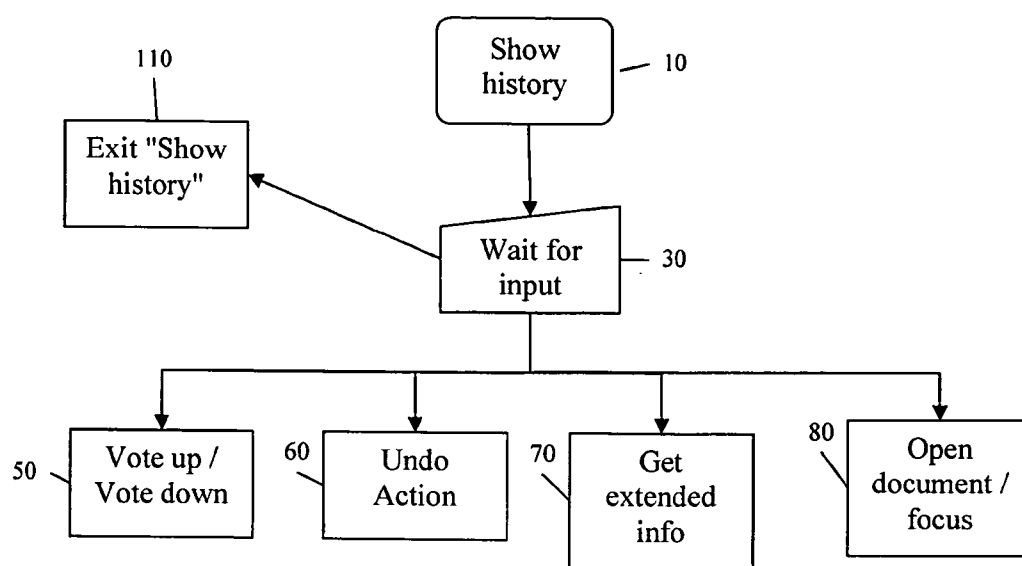 Show
history
10
110
Exit "Show
history"
Wait for
input
30
50
Vote up /
Vote down
60
Undo
Action
70
Get
extended
info
80
Open
document /
focus